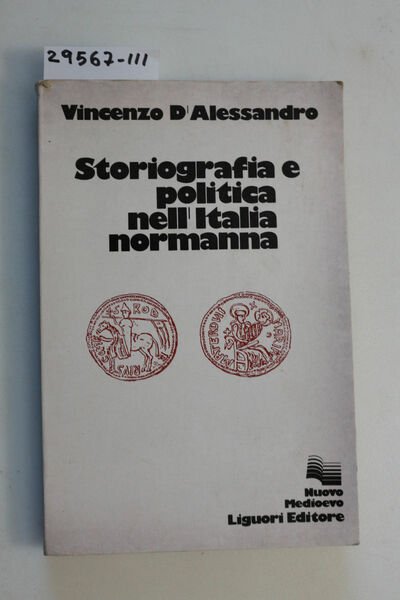 29567-111
Vincenzo D'Alessandro
Storiografia e
politica
nell'Italia
normanna
Nuovo
Medioevo
Liguori Editore